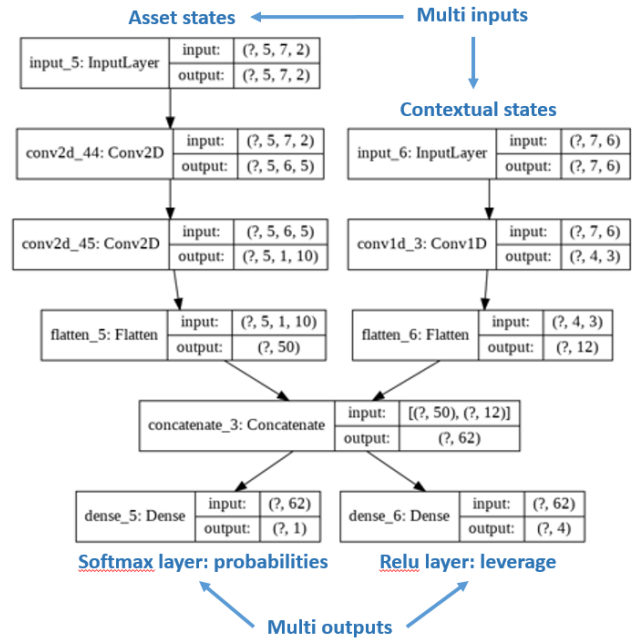 Asset states
Multi inputs
input_5: InputLayer
input: (?, 5, 7, 2)
output: (?, 5, 7, 2)
Contextual states
conv2d_44: Conv2D
input: (?, 5, 7, 2)
output: (?, 5, 6, 5)
input_6: InputLayer
input: (?, 7, 6)
output: (?, 7, 6)
conv2d_45: Conv2D
input: (?, 5, 6, 5)
output: (?, 5, 1, 10)
conv1d_3: Conv1D
input: (?, 7, 6)
output: (?, 4, 3)
flatten_5: Flatten
input: (?, 5, 1, 10)
output: (?, 50)
flatten_6: Flatten
input: (?, 4, 3)
output: (?, 12)
concatenate_3: Concatenate
input: [(?, 50), (?, 12)]
output: (?, 62)
dense_5: Dense
input: (?, 62)
output: (?, 1)
dense_6: Dense
input: (?, 62)
output: (?, 4)
Softmax layer: probabilities
Relu layer: leverage
Multi outputs